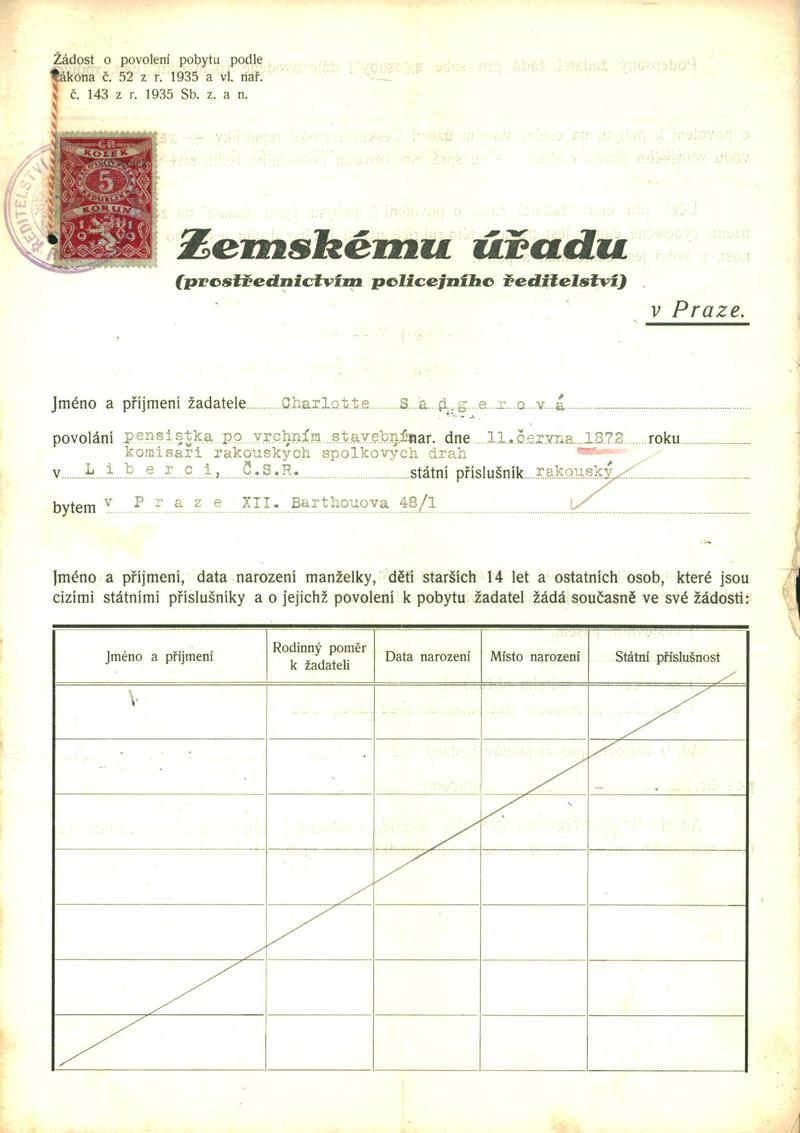 Žádost o povolení pobytu podle
zákona č. 52 z r. 1935 a vl. nař.
č. 143 z r. 1935 Sb. z. a n.
KOLEK
5
KORUN
19 19
ŘEDITELSTVÍ
Zemskému úřadu
(prostřednictvím policejního ředitelství)
v Praze.
Jméno a příjmení žadatele Charlotte Sadgerová
povolání pensistka po vrchním stavebním nar. dne 11.června 1872 roku
komisaři rakouských spolkových drah
v Liberci, Č.S.R. státní příslušník rakouský
bytem v Praze XII. Barthouova 48/1
Jméno a příjmení, data narození manželky, dětí starších 14 let a ostatních osob, které jsou
cizími státními příslušníky a o jejichž povolení k pobytu žadatel žádá současně ve své žádosti:
Jméno a příjmení Rodinný poměr k žadateli Data narození Místo narození Státní příslušnost